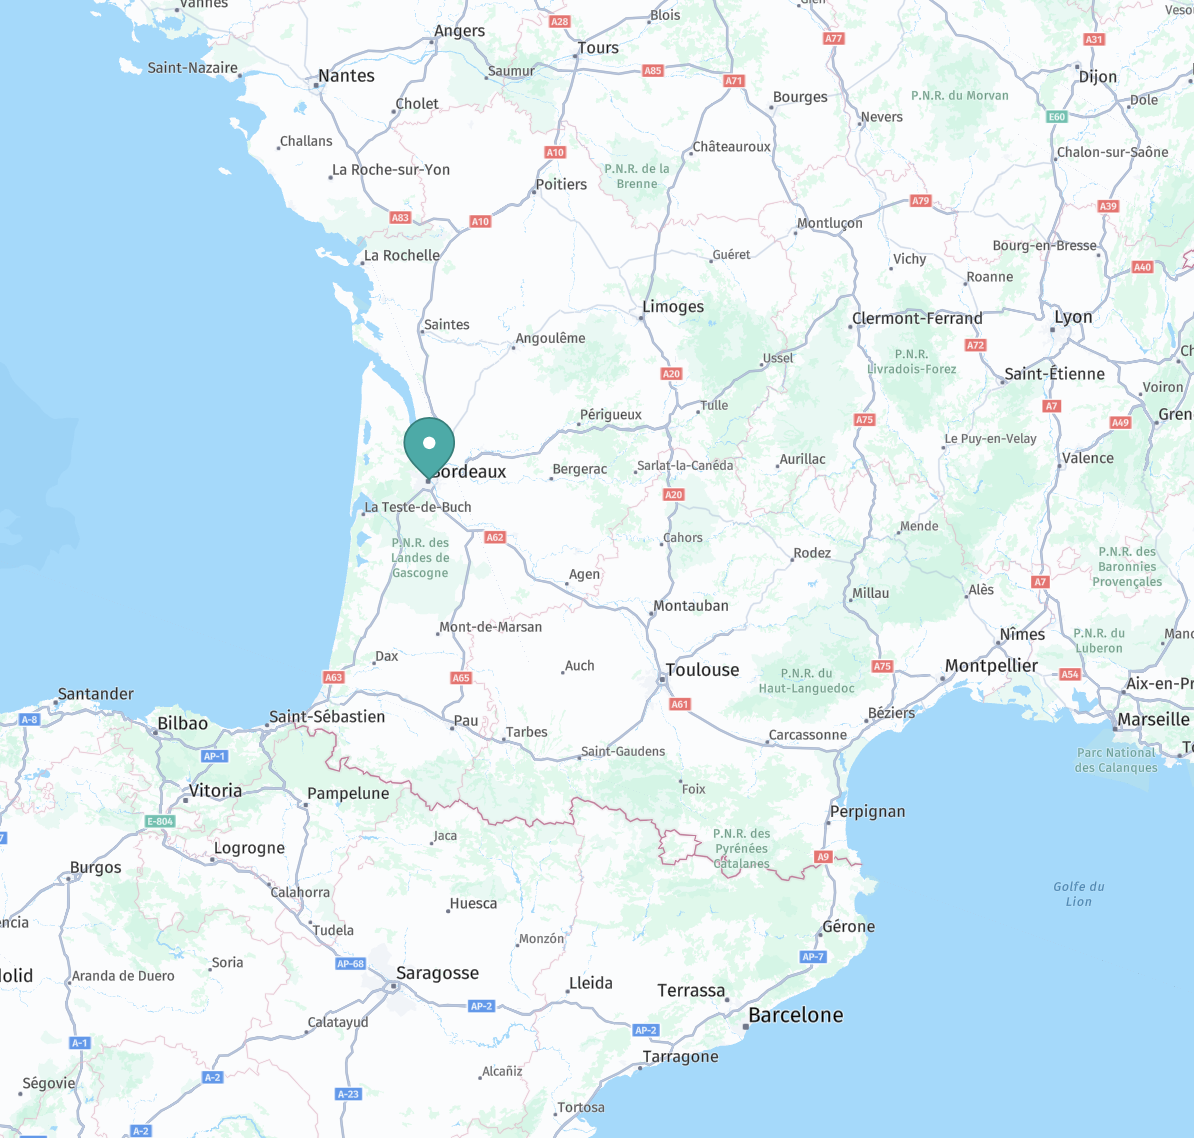 Vannes
A28
Blois
A77
Angers
Tours
A31
Saint-Nazaire
Nantes
Saumur
A85
A71
Dijon
Cholet
Bourges
P.N.R. du Morvan
Dole
Nevers
E60
Challans
Châteauroux
A10
Chalon-sur-Saône
La Roche-sur-Yon
P.N.R. de la
Brenne
Poitiers
A83
A10
A79
A39
Montluçon
La Rochelle
Guéret
Vichy
Bourg-en-Bresse
A40
Roanne
Limoges
Clermont-Ferrand
Lyon
Saintes
Angoulême
A72
P.N.R.
Livradois-Forez
Ussel
A20
Saint-Étienne
Voiron
Périgueux
Tulle
A75
A7
A49
Gren
Bordeaux
Bergerac
Sarlat-la-Canéda
Aurillac
Le Puy-en-Velay
Valence
A20
La Teste-de-Buch
A62
Cahors
Mende
P.N.R. des
Landes de
Gascogne
Rodez
P.N.R. des
Baronnies
Provençales
Agen
Millau
Alès
A7
Montauban
Mont-de-Marsan
Nîmes
P.N.R. du
Luberon
Dax
Auch
Toulouse
A75
Montpellier
A54
A63
A65
P.N.R. du
Haut-Languedoc
Aix-en-Pr
Santander
A61
A-8
Bilbao
Saint-Sébastien
Pau
Tarbes
Béziers
Carcassonne
Marseille
AP-1
Saint-Gaudens
Parc National
des Calanques
Vitoria
Pampelune
Foix
Perpignan
E-804
Jaca
P.N.R. des
Pyrénées
Catalanes
A9
Logrogne
Burgos
Calahorra
Golfe du
Lion
Huesca
Tudela
Monzón
Gérone
Soria
AP-68
AP-7
Aranda de Duero
Saragosse
Lleida
Terrassa
AP-2
Barcelone
Calatayud
AP-2
A-1
Tarragone
Alcañiz
A-2
Ségovie
A-23
Tortosa
A-2